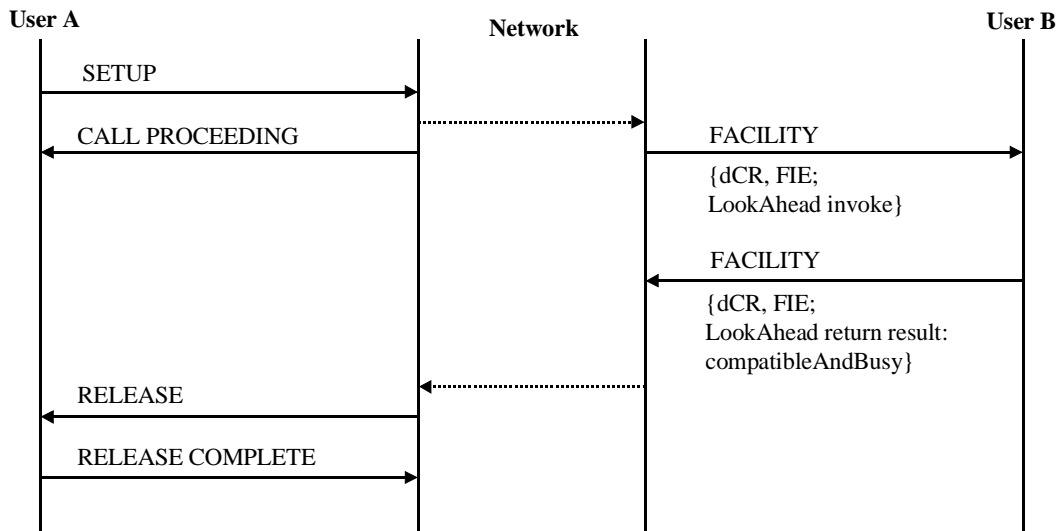 User A
Network
User B
SETUP
CALL PROCEEDING
FACILITY
{dCR, FIE;
LookAhead invoke}
FACILITY
{dCR, FIE;
LookAhead return result:
compatibleAndBusy}
RELEASE
RELEASE COMPLETE